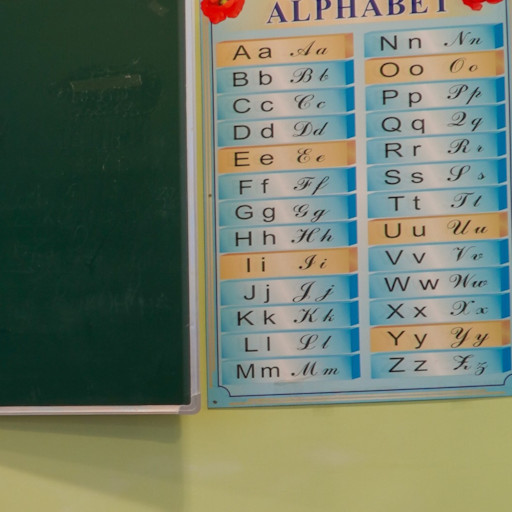 ALPHABET
Aa Aa
Bb Bb
Cc Cc
Dd Dd
Ee Ee
Ff Ff
Gg Gg
Hh Hh
Ii Ii
Jj Jj
Kk Kk
Ll Ll
Mm Mm
Nn Nn
Oo Oo
Pp Pp
Qq Qq
Rr Rr
Ss Ss
Tt Tt
Uu Uu
Vv Vv
Ww Ww
Xx Xx
Yy Yy
Zz Zz